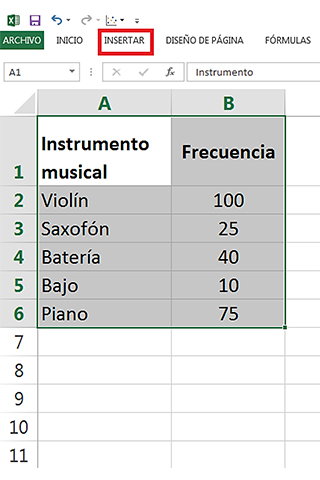 ARCHIVO INICIO INSERTAR DISEÑO DE PÁGINA FÓRMULAS
A1 fx Instrumento
A B
1 Instrumento musical Frecuencia
2 Violín 100
3 Saxofón 25
4 Batería 40
5 Bajo 10
6 Piano 75
7
8
9
10
11